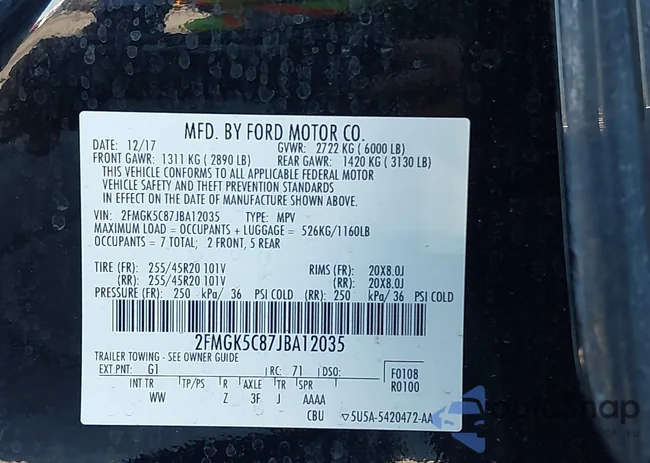 MFD. BY FORD MOTOR CO.
DATE: 12/17 GVWR: 2722 KG ( 6000 LB)
FRONT GAWR: 1311 KG ( 2890 LB) REAR GAWR: 1420 KG ( 3130 LB)
THIS VEHICLE CONFORMS TO ALL APPLICABLE FEDERAL MOTOR
VEHICLE SAFETY AND THEFT PREVENTION STANDARDS
IN EFFECT ON THE DATE OF MANUFACTURE SHOWN ABOVE.
VIN: 2FMGK5C87JBA12035 TYPE: MPV
MAXIMUM LOAD = OCCUPANTS + LUGGAGE = 526KG/1160LB
OCCUPANTS = 7 TOTAL; 2 FRONT, 5 REAR
TIRE (FR): 255/45R20 101V RIMS (FR): 20X8.0J
(RR): 255/45R20 101V (RR): 20X8.0J
PRESSURE (FR): 250 kPa/ 36 PSI COLD (RR): 250 kPa/ 36 PSI COLD
2FMGK5C87JBA12035
TRAILER TOWING - SEE OWNER GUIDE
EXT PNT: G1 RC: 71 DSO: F0108
INT TR TP/PS R AXLE TR SPR R0100
WW Z 3F J AAAA
CBU ▽5U5A-5420472-AA